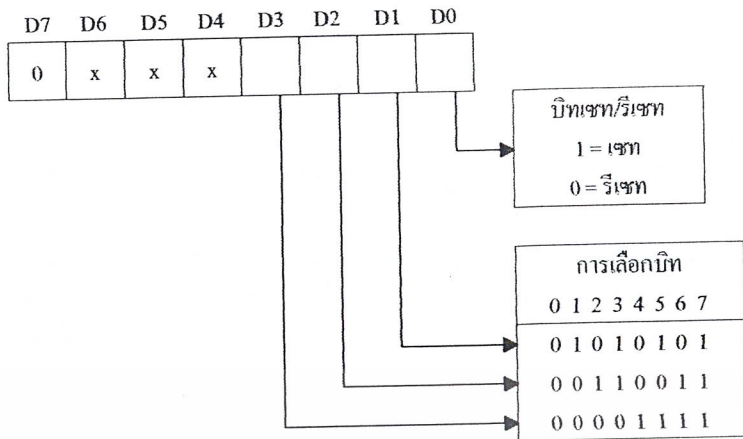 D7 D6 D5 D4 D3 D2 D1 D0
0 x x x
บิทเซท/รีเซท
1 = เซท
0 = รีเซท
การเลือกบิท
0 1 2 3 4 5 6 7
0 1 0 1 0 1 0 1
0 0 1 1 0 0 1 1
0 0 0 0 1 1 1 1